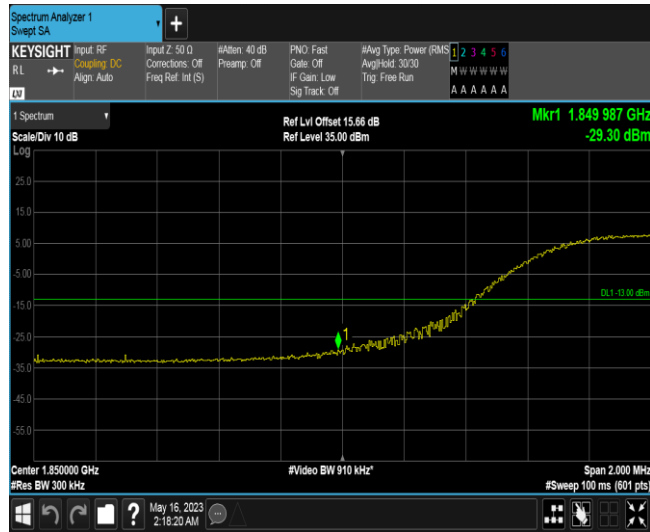 Spectrum Analyzer 1
Swept SA
+
KEYSIGHT Input: RF Input Z: 50 Ω #Atten: 40 dB PNO: Fast #Avg Type: Power (RMS 1 2 3 4 5 6
RL Coupling: DC Corrections: Off Preamp: Off Gate: Off Avg|Hold: 30/30 M W W W W W
Align: Auto Freq Ref: Int (S) IF Gain: Low Trig: Free Run
LXI Sig Track: Off A A A A A A
1 Spectrum Ref Lvl Offset 15.66 dB Mkr1 1.849 987 GHz
Scale/Div 10 dB Ref Level 35.00 dBm -29.30 dBm
Log
25.0
15.0
5.00
-5.00
DL1 -13.00 dBm
-15.0
-25.0
1
-35.0
-45.0
-55.0
Center 1.850000 GHz #Video BW 910 kHz* Span 2.000 MHz
#Res BW 300 kHz #Sweep 100 ms (601 pts)
? May 16, 2023
2:18:20 AM